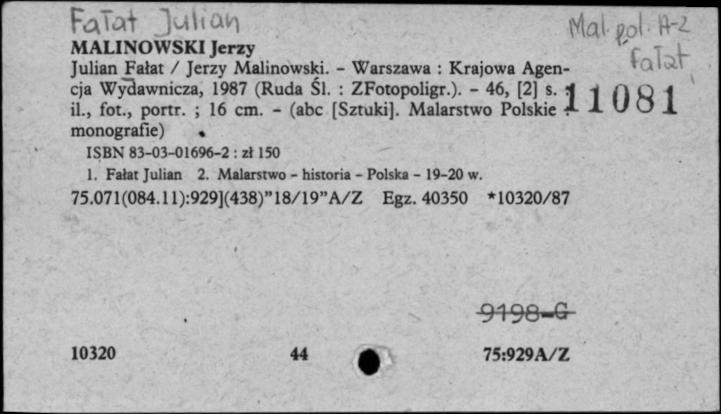 Fałat Julian
Mal. pol. A-Z
Fałat
MALINOWSKI Jerzy
Julian Fałat / Jerzy Malinowski. – Warszawa : Krajowa Agen-
cja Wydawnicza, 1987 (Ruda Śl. : ZFotopoligr.). – 46, [2] s. :
il., fot., portr. ; 16 cm. – (abc [Sztuki]. Malarstwo Polskie :
monografie)
11081
ISBN 83-03-01696-2 : zł 150
1. Fałat Julian 2. Malarstwo – historia – Polska – 19-20 w.
75.071(084.11):929](438)"18/19"A/Z Egz. 40350 *10320/87
9198-G
10320 44 75:929A/Z